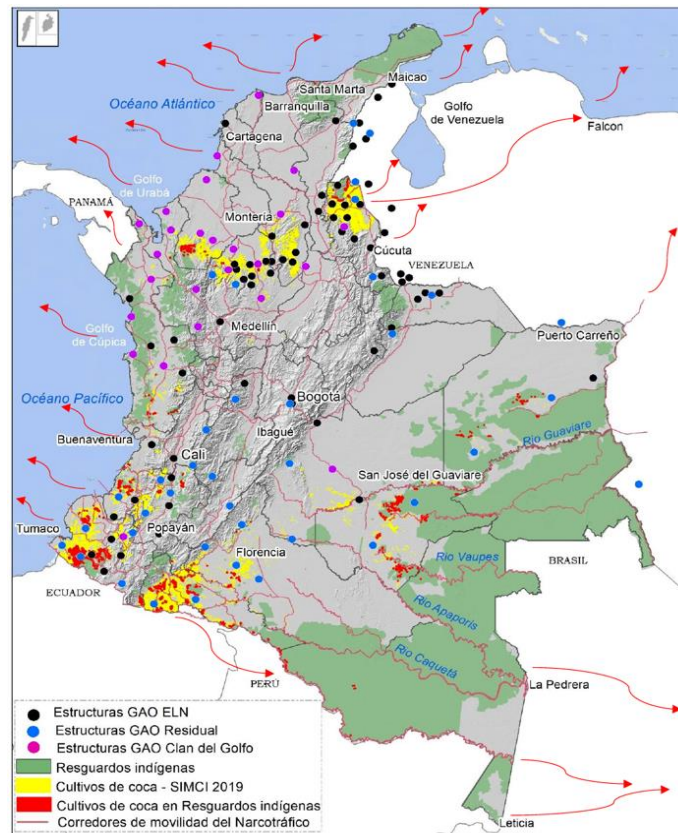 Maicao
Santa Marta
Barranquilla
Océano Atlántico
Golfo
de Venezuela
Cartagena
Falcon
Golfo
de Urabá
PANAMÁ
Montería
Cúcuta
VENEZUELA
Medellín
Golfo
de Cúpica
Puerto Carreño
Océano Pacífico
Bogotá
Buenaventura
Ibagué
Rio Guaviare
Cali
San José del Guaviare
Tumaco
Popayán
Florencia
Rio Vaupes
BRASIL
ECUADOR
Rio Apaporis
Rio Caquetá
PERÚ
La Pedrera
Estructuras GAO ELN
Estructuras GAO Residual
Estructuras GAO Clan del Golfo
Resguardos indígenas
Cultivos de coca - SIMCI 2019
Cultivos de coca en Resguardos indígenas
Corredores de movilidad del Narcotráfico
Leticia